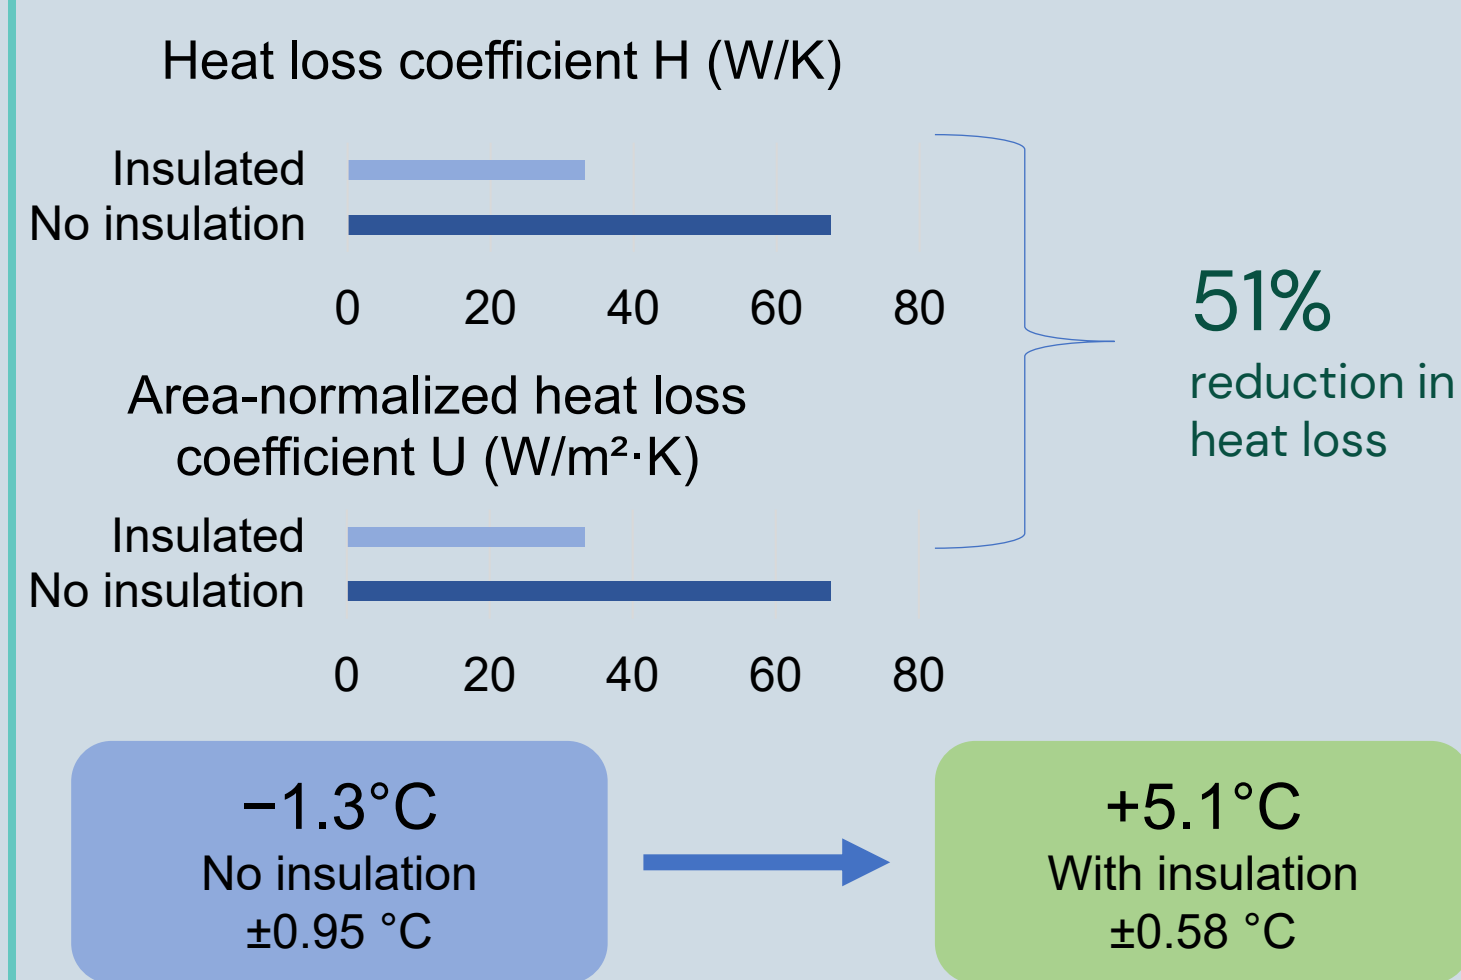 Heat loss coefficient H (W/K)
Insulated
No insulation
0 20 40 60 80
Area-normalized heat loss
coefficient U (W/m²·K)
Insulated
No insulation
0 20 40 60 80
51%
reduction in
heat loss
−1.3°C
No insulation
±0.95 °C
+5.1°C
With insulation
±0.58 °C